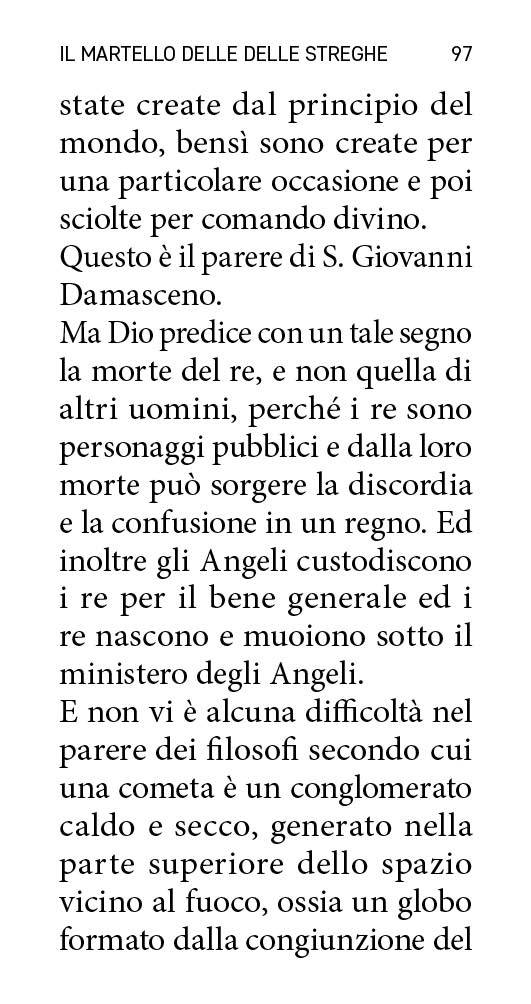 IL MARTELLO DELLE DELLE STREGHE 97
state create dal principio del
mondo, bensì sono create per
una particolare occasione e poi
sciolte per comando divino.
Questo è il parere di S. Giovanni
Damasceno.
Ma Dio predice con un tale segno
la morte del re, e non quella di
altri uomini, perché i re sono
personaggi pubblici e dalla loro
morte può sorgere la discordia
e la confusione in un regno. Ed
inoltre gli Angeli custodiscono
i re per il bene generale ed i
re nascono e muoiono sotto il
ministero degli Angeli.
E non vi è alcuna difficoltà nel
parere dei filosofi secondo cui
una cometa è un conglomerato
caldo e secco, generato nella
parte superiore dello spazio
vicino al fuoco, ossia un globo
formato dalla congiunzione del